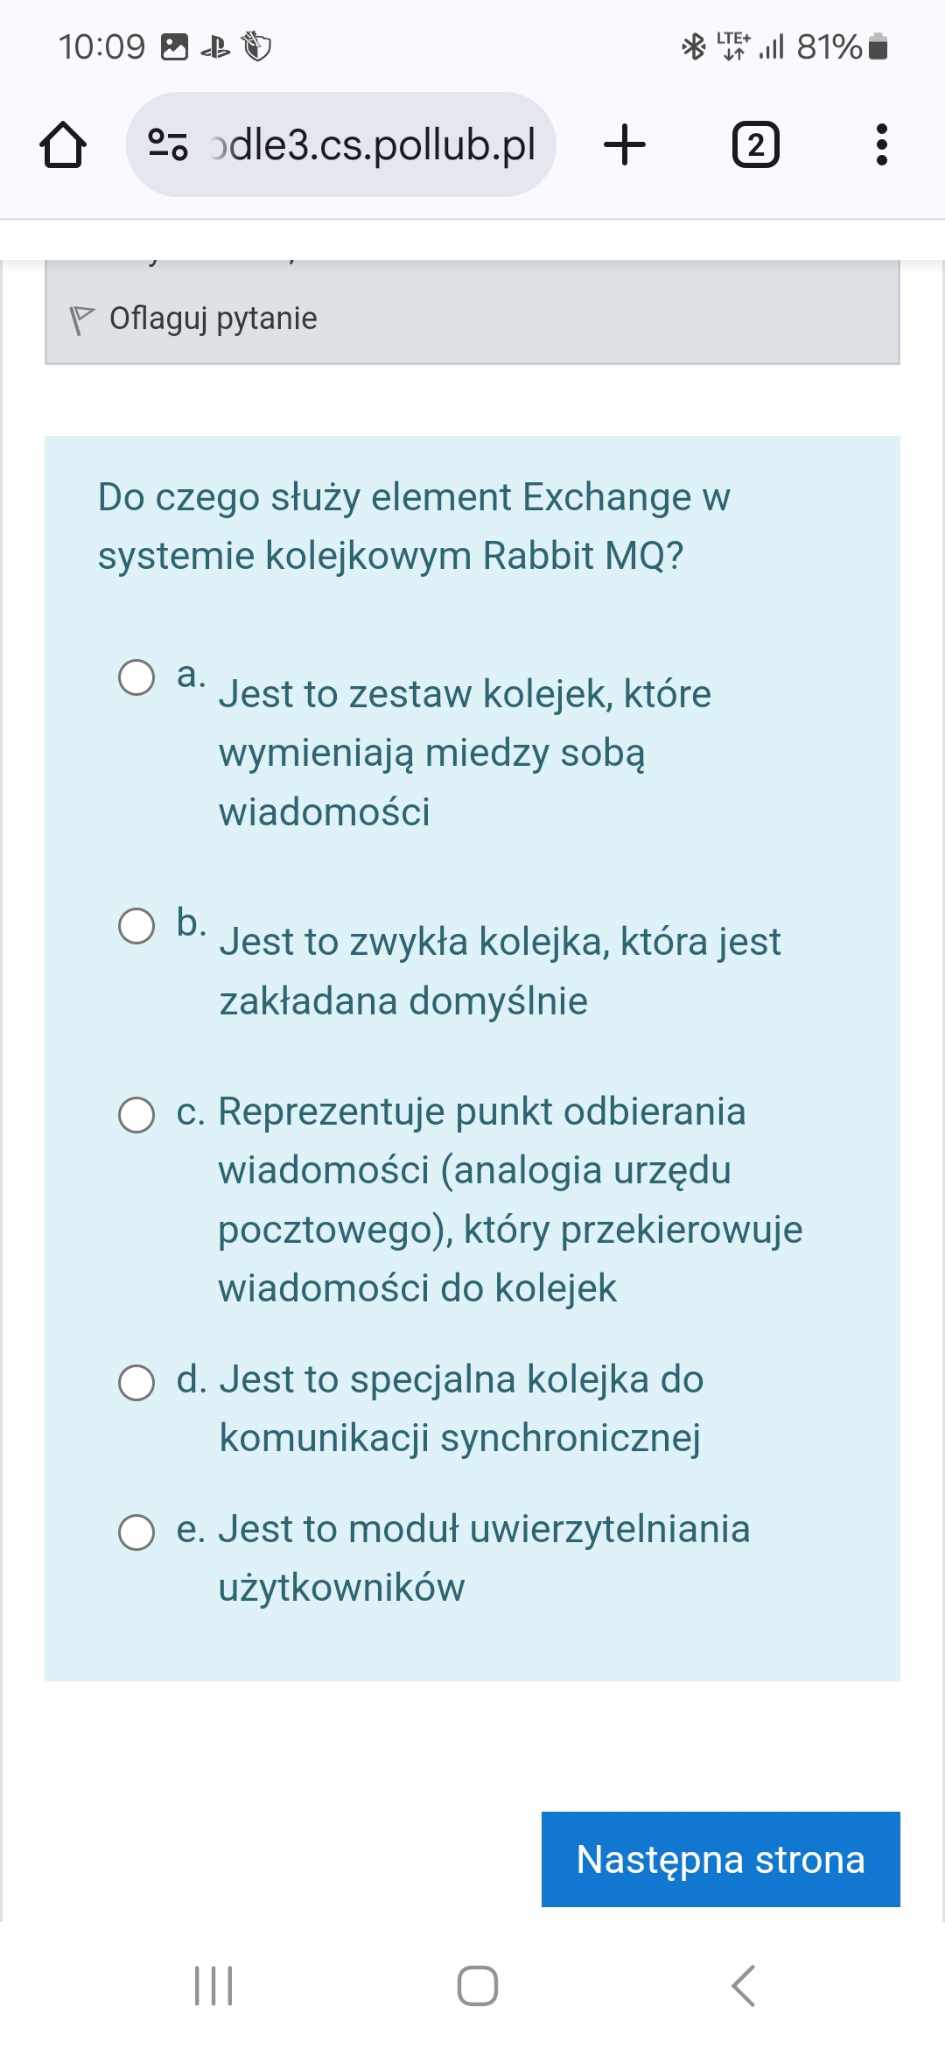 10:09
LTE+
81%
odle3.cs.pollub.pl
2
Oflaguj pytanie
Do czego służy element Exchange w
systemie kolejkowym Rabbit MQ?
a. Jest to zestaw kolejek, które
wymieniają miedzy sobą
wiadomości
b. Jest to zwykła kolejka, która jest
zakładana domyślnie
c. Reprezentuje punkt odbierania
wiadomości (analogia urzędu
pocztowego), który przekierowuje
wiadomości do kolejek
d. Jest to specjalna kolejka do
komunikacji synchronicznej
e. Jest to moduł uwierzytelniania
użytkowników
Następna strona